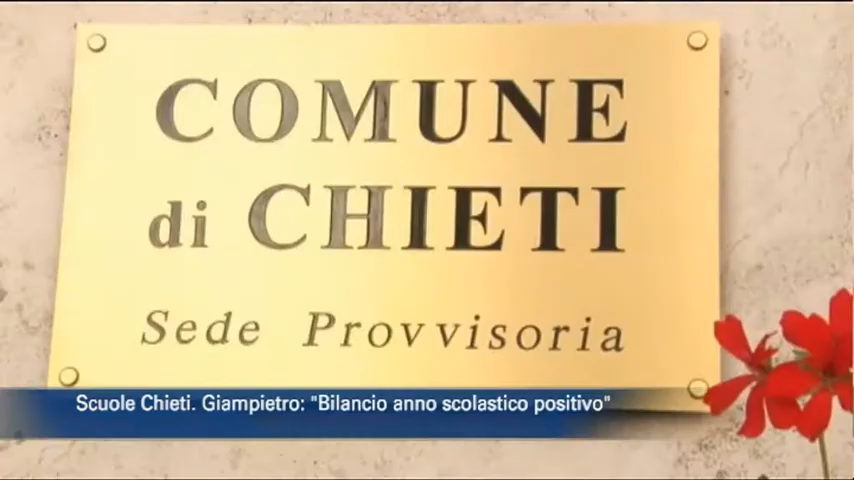 COMUNE
di CHIETI
Sede Provvisoria
Scuole Chieti. Giampietro: "Bilancio anno scolastico positivo"